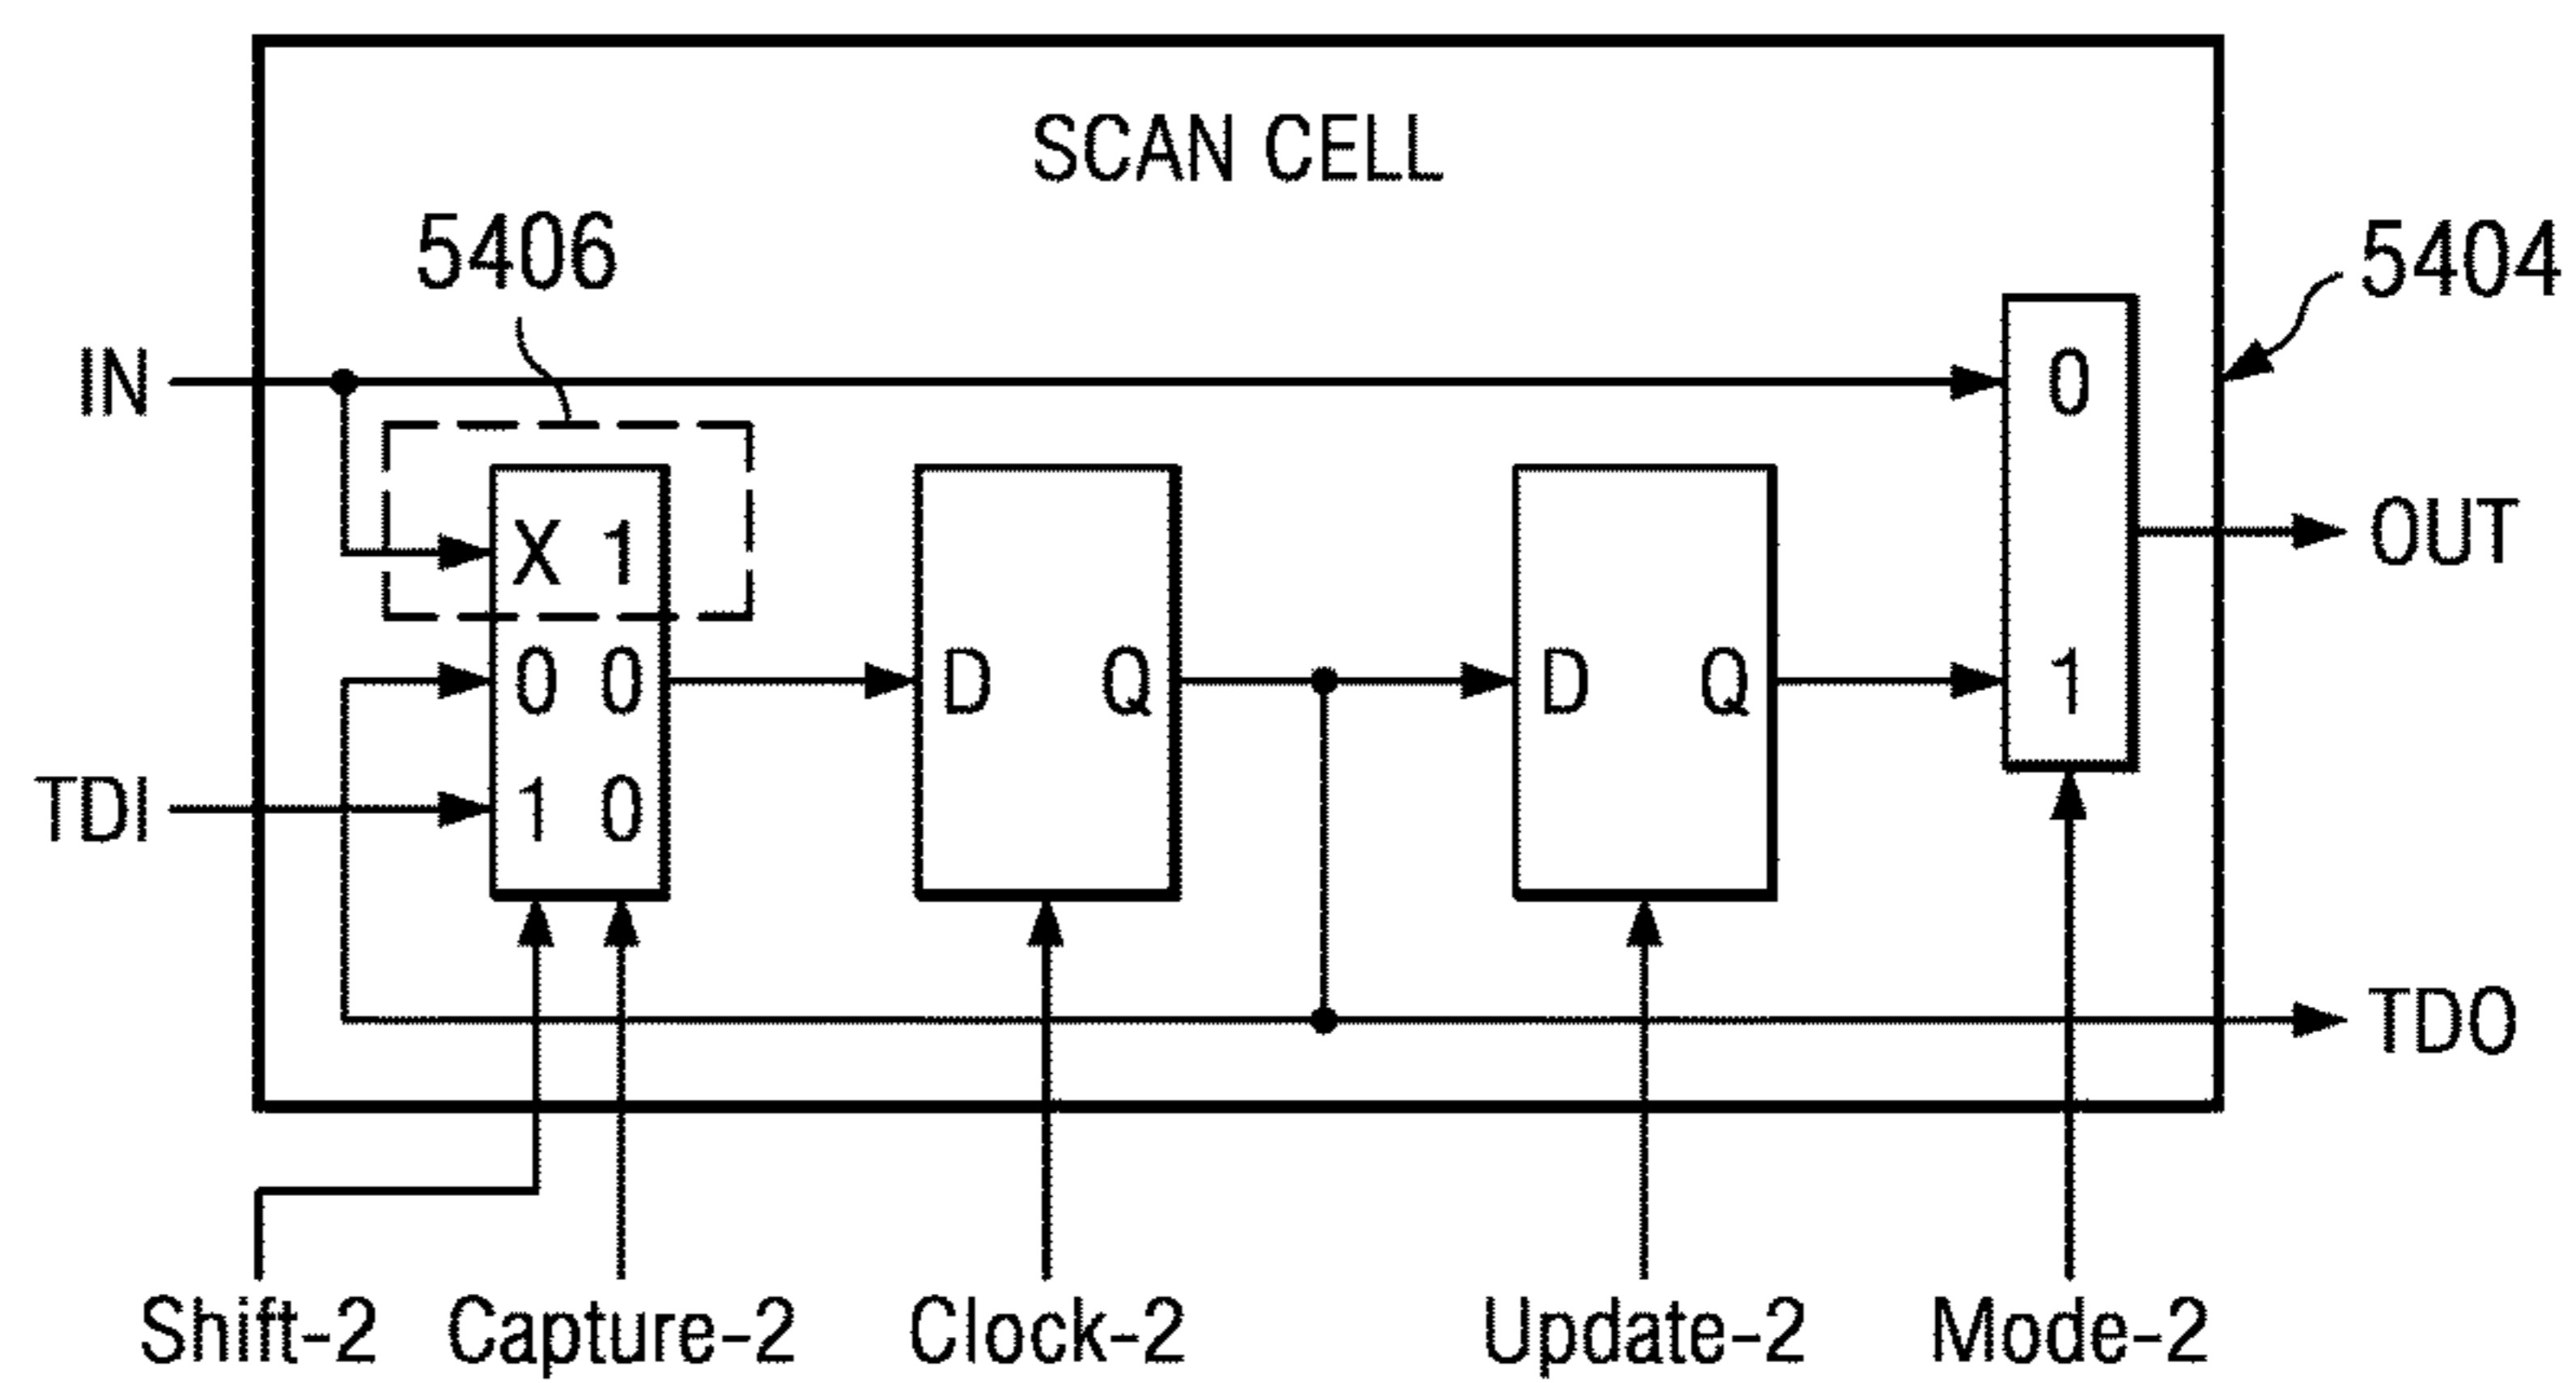 SCAN CELL
5406
5404
IN
0
X 1
OUT
0 0
D Q
D Q
1
TDI
1 0
TDO
Shift-2
Capture-2
Clock-2
Update-2
Mode-2